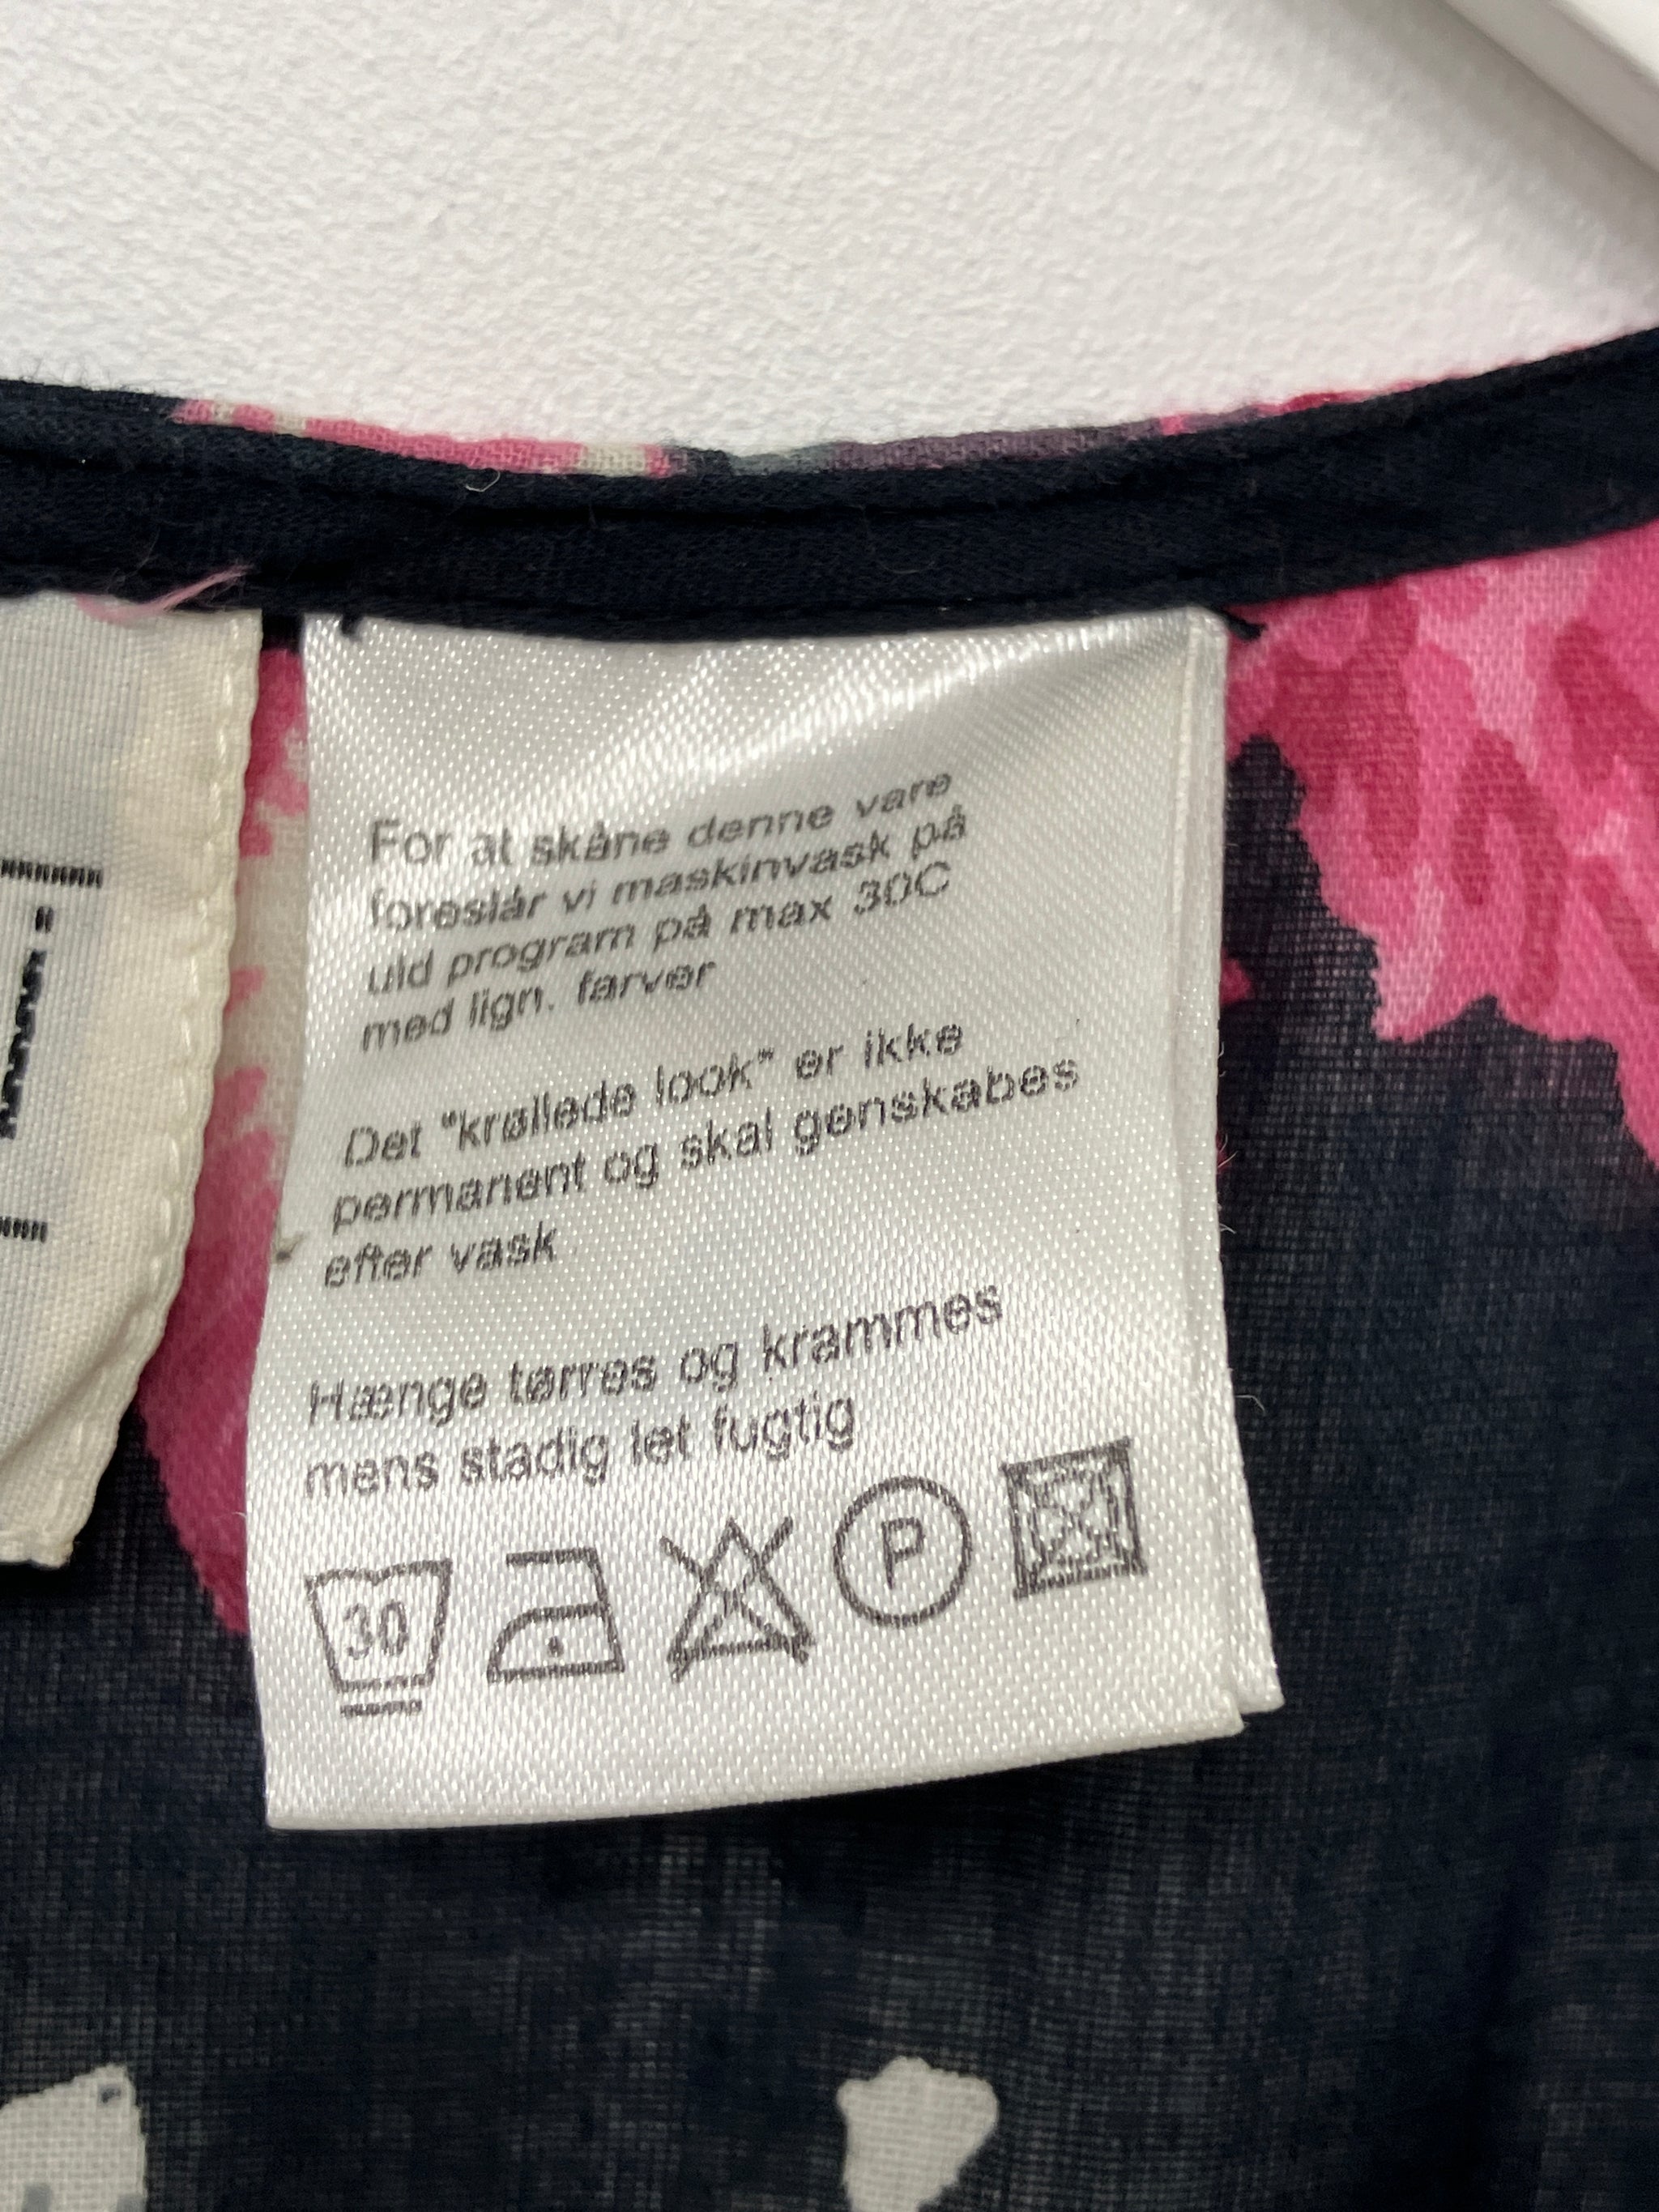 For at skåne denne vare
foreslår vi maskinvask på
uld program på max 30C
med lign. farver
Det "krøllede look" er ikke
permanent og skal genskabes
efter vask
Hænge tørres og krammes
mens stadig let fugtig
30
P